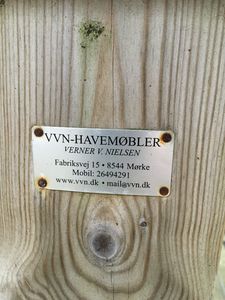 VVN-HAVEMØBLER
VERNER V. NIELSEN
Fabriksvej 15 • 8544 Mørke
Mobil: 26494291
www.vvn.dk • mail@vvn.dk